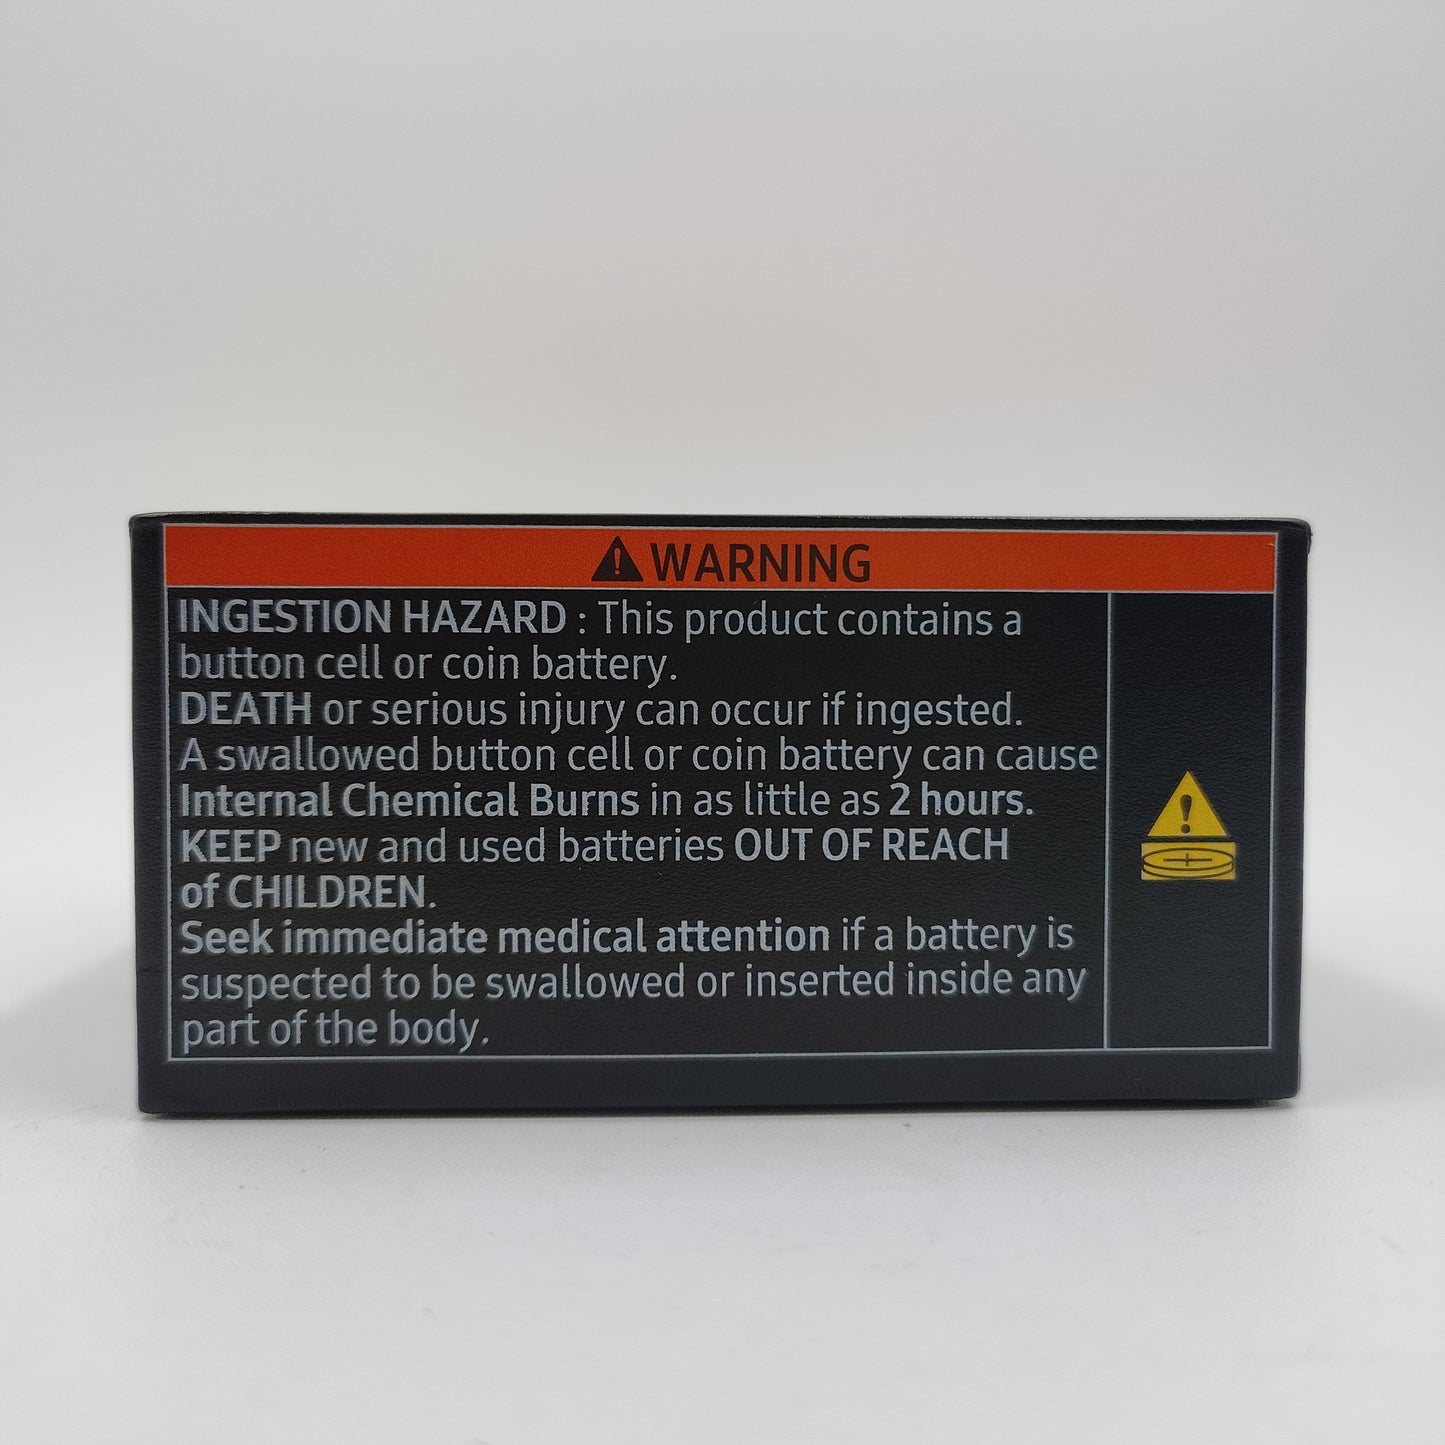 WARNING
INGESTION HAZARD : This product contains a
button cell or coin battery.
DEATH or serious injury can occur if ingested.
A swallowed button cell or coin battery can cause
Internal Chemical Burns in as little as 2 hours.
KEEP new and used batteries OUT OF REACH
of CHILDREN.
Seek immediate medical attention if a battery is
suspected to be swallowed or inserted inside any
part of the body.